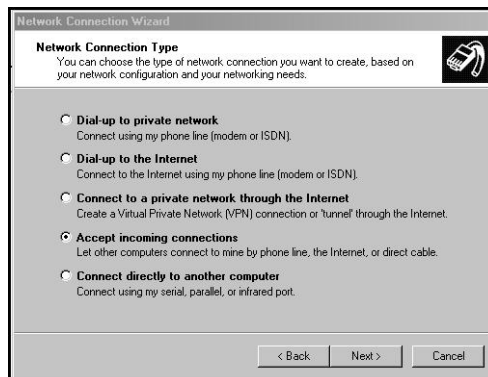 Network Connection Wizard
Network Connection Type
You can choose the type of network connection you want to create, based on
your network configuration and your networking needs.
Dial-up to private network
Connect using my phone line (modem or ISDN).
Dial-up to the Internet
Connect to the Internet using my phone line (modem or ISDN).
Connect to a private network through the Internet
Create a Virtual Private Network (VPN) connection or 'tunnel' through the Internet.
Accept incoming connections
Let other computers connect to mine by phone line, the Internet, or direct cable.
Connect directly to another computer
Connect using my serial, parallel, or infrared port.
< Back Next > Cancel